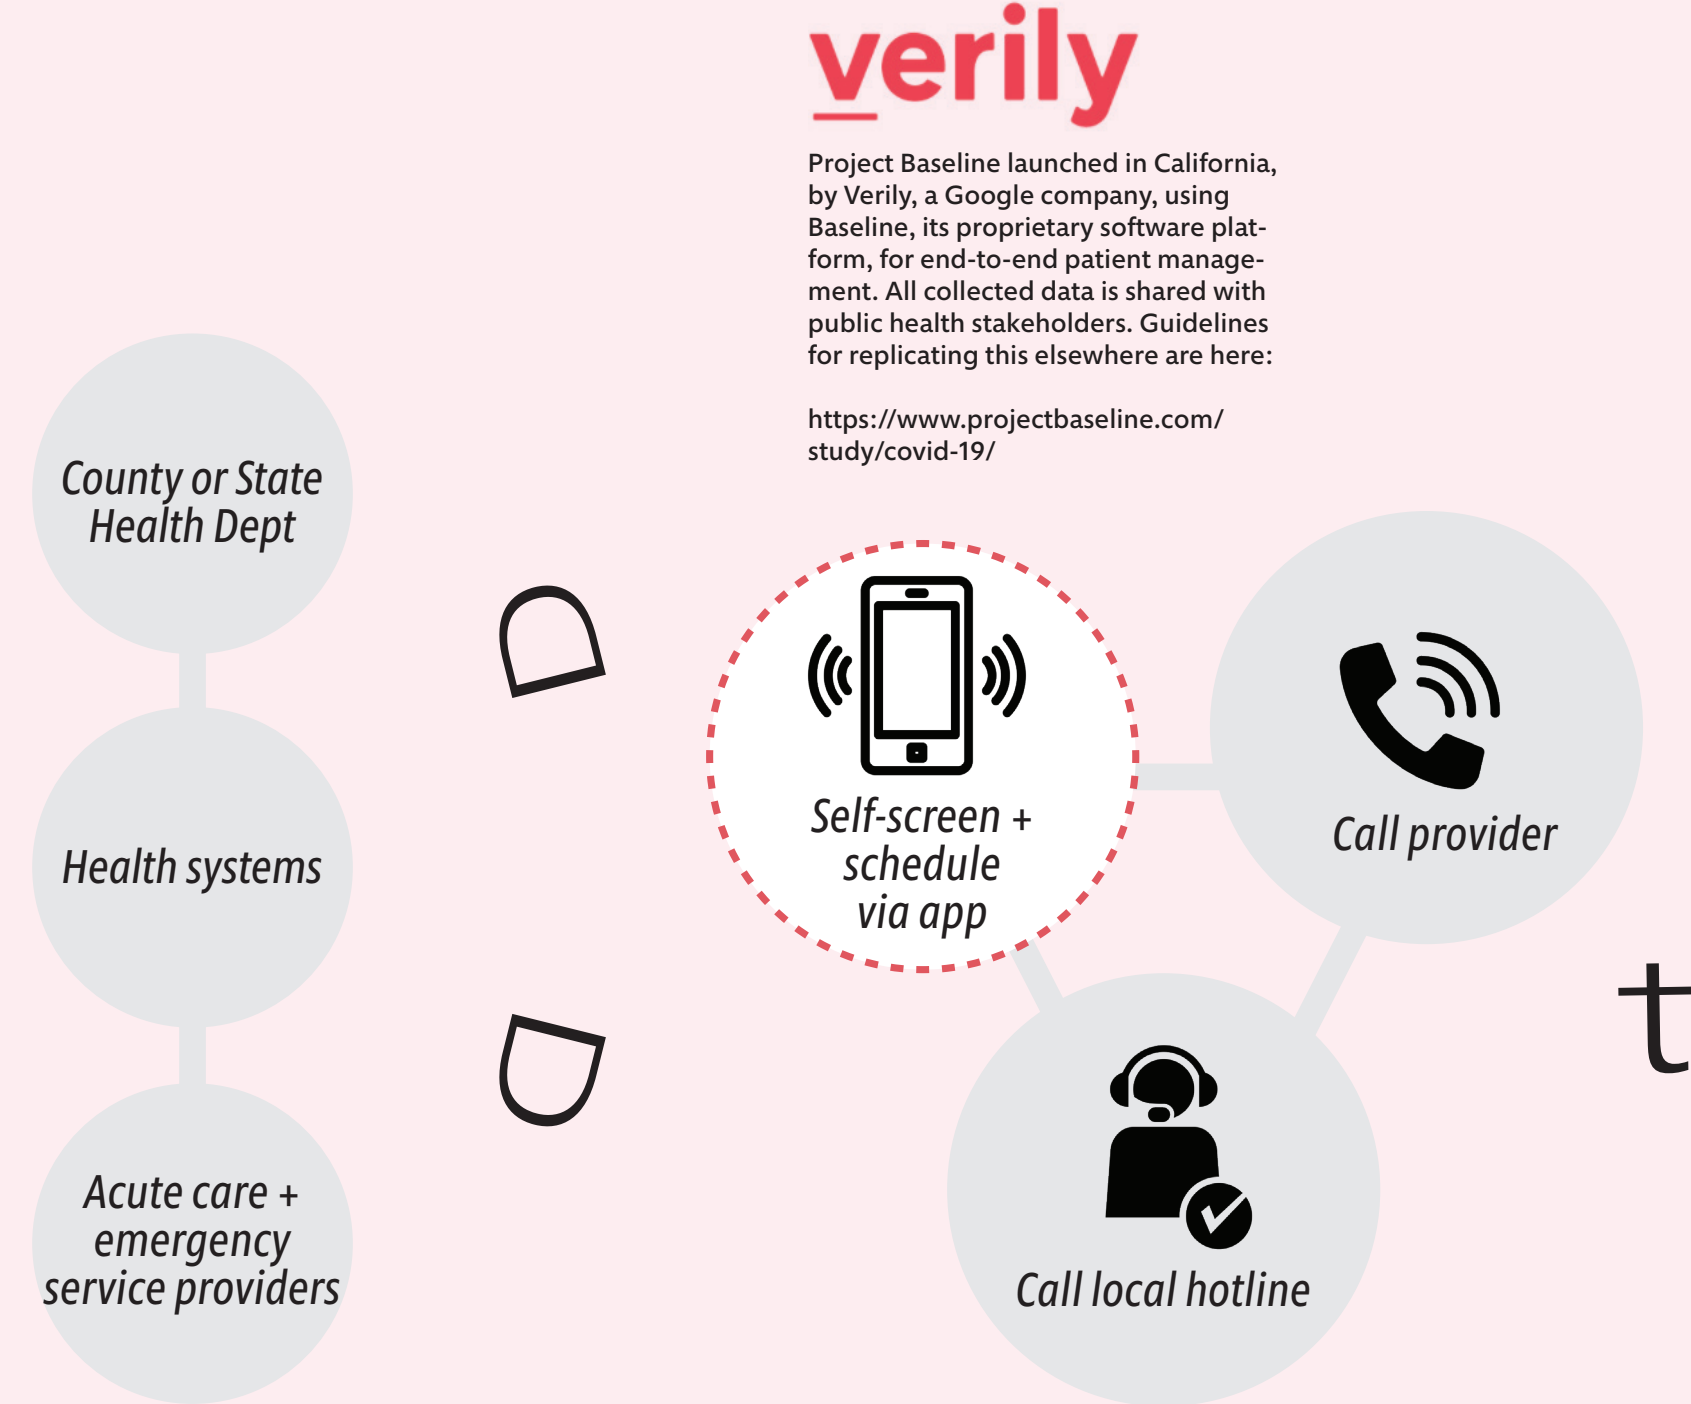 verily
Project Baseline launched in California,
by Verily, a Google company, using
Baseline, its proprietary software plat-
form, for end-to-end patient manage-
ment. All collected data is shared with
public health stakeholders. Guidelines
for replicating this elsewhere are here:
https://www.projectbaseline.com/
study/covid-19/
County or State
Health Dept
Health systems
Acute care +
emergency
service providers
D
D
Self-screen +
schedule
via app
Call provider
Call local hotline
t